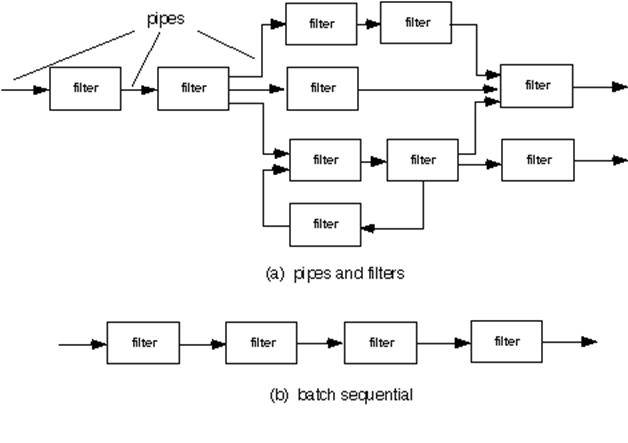 pipes
filter filter
filter filter filter filter
filter filter filter
filter
(a) pipes and filters
filter filter filter filter
(b) batch sequential